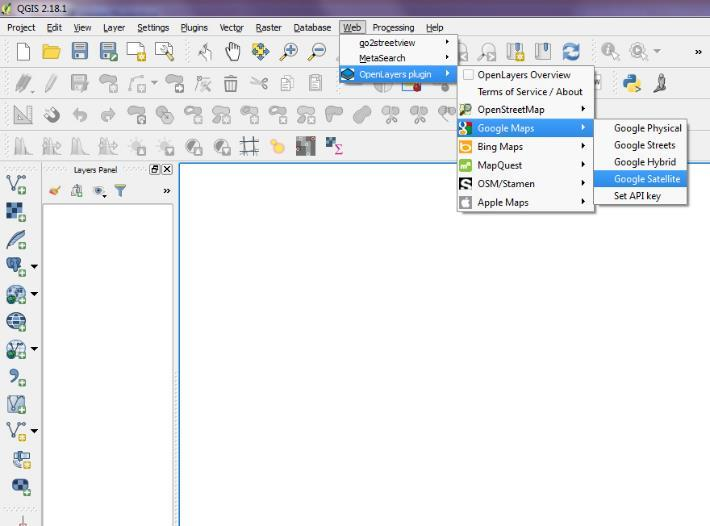 QGIS 2.18.1
Project Edit View Layer Settings Plugins Vector Raster Database Web Processing Help
go2streetview
MetaSearch
OpenLayers plugin
OpenLayers Overview
Terms of Service / About
OpenStreetMap
Google Maps
Bing Maps
MapQuest
OSM/Stamen
Apple Maps
Google Physical
Google Streets
Google Hybrid
Google Satellite
Set API key
Layers Panel